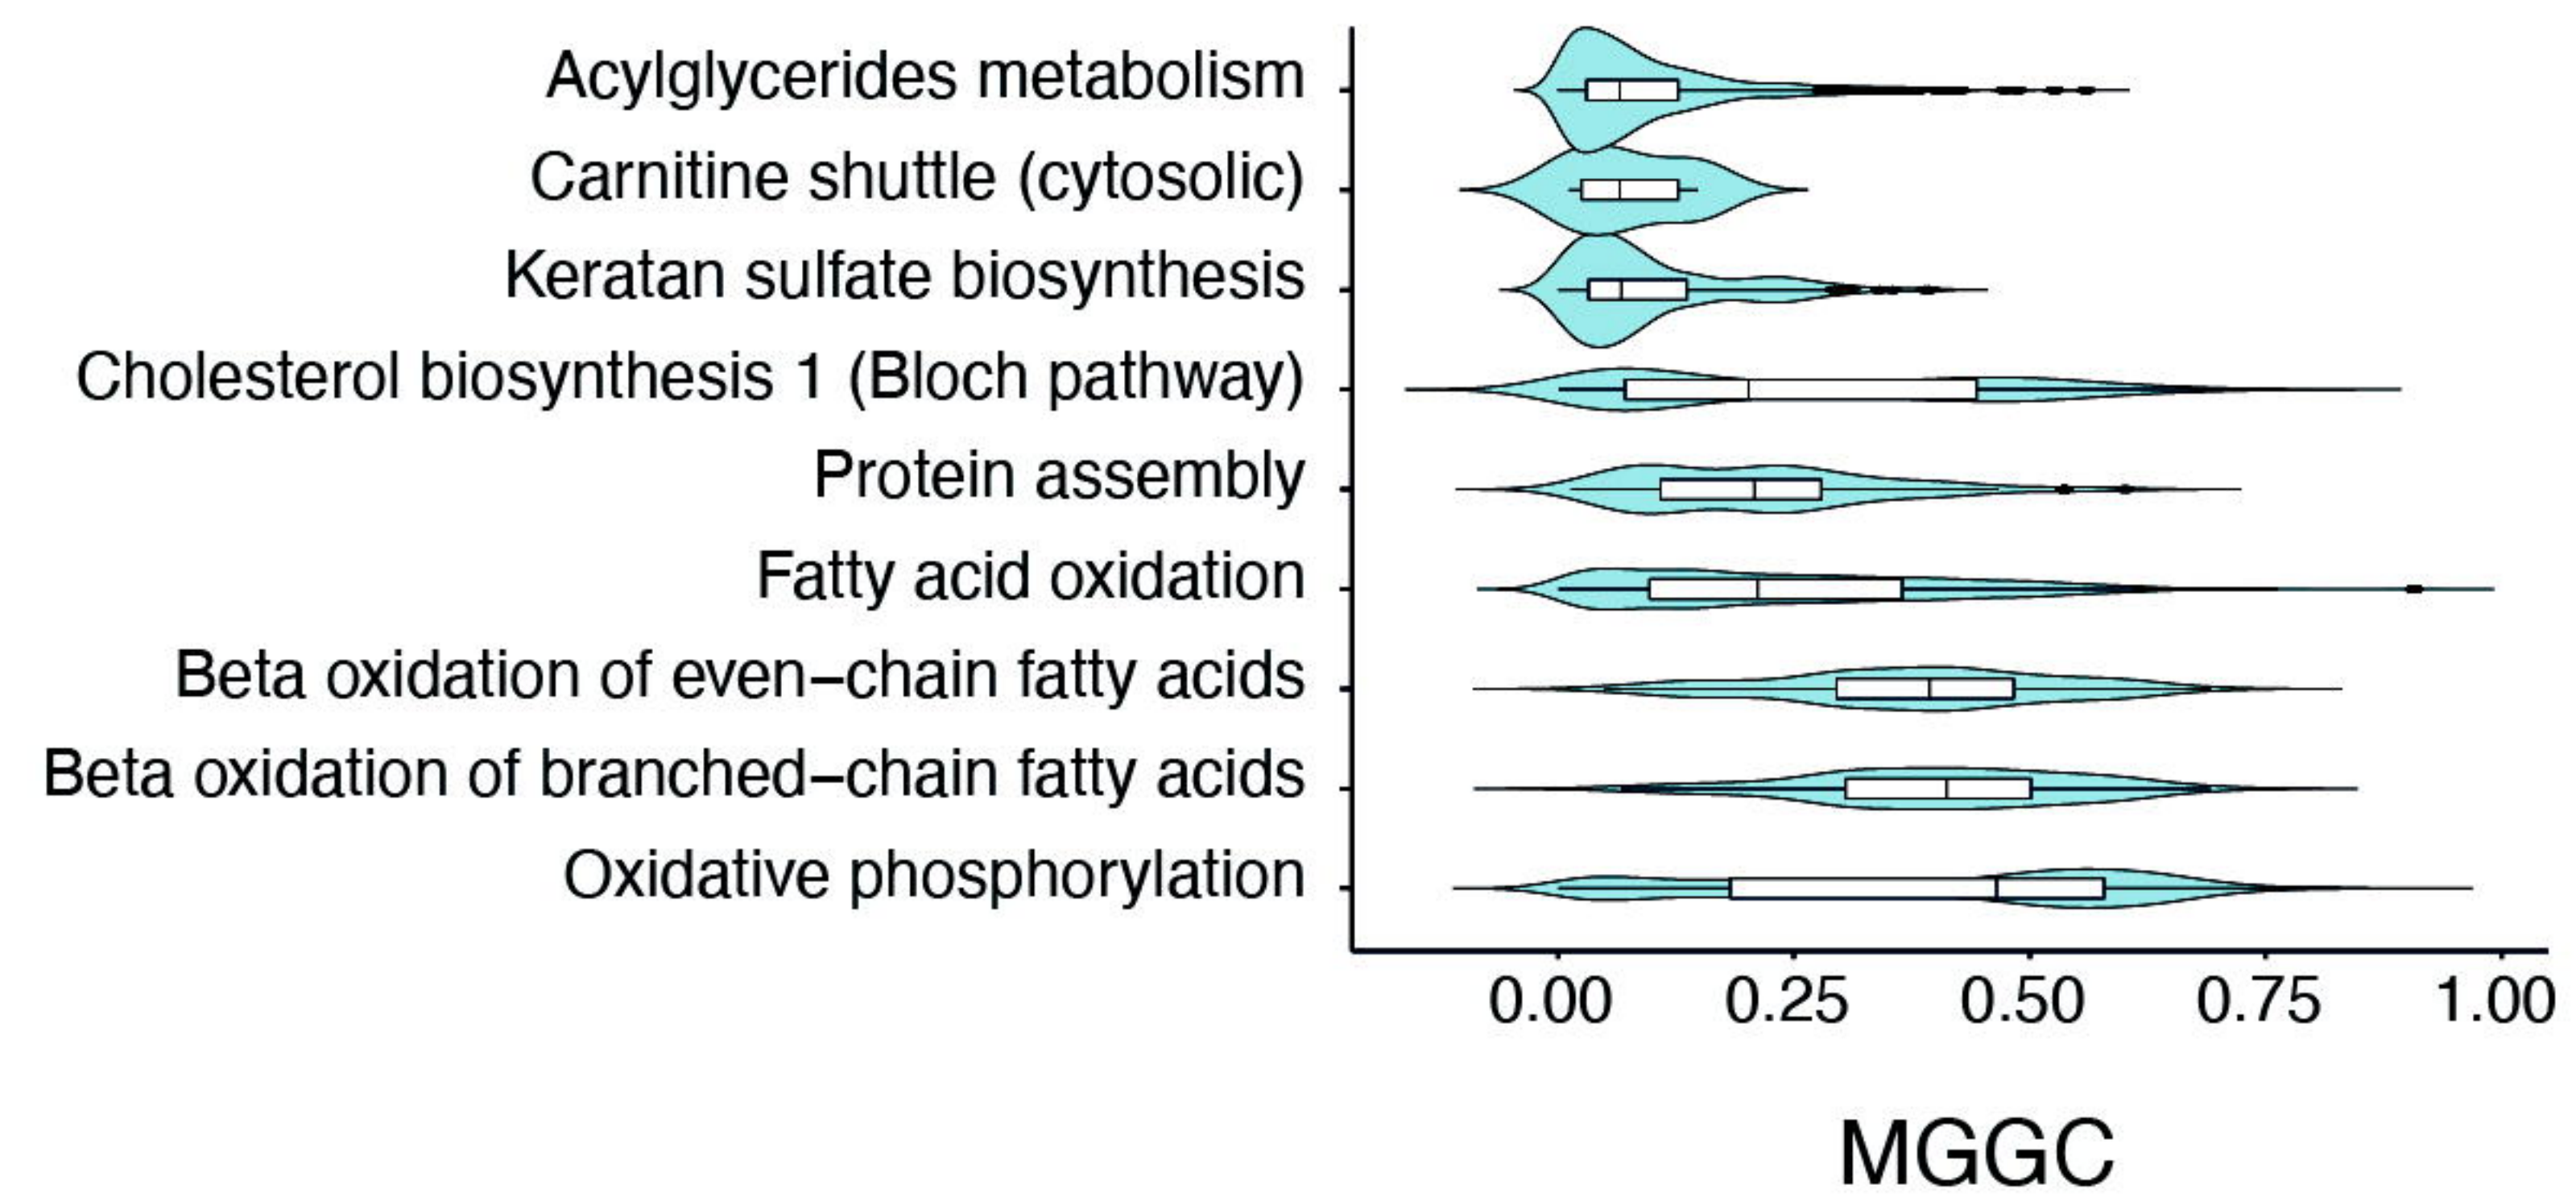 Acylglycerides metabolism
Carnitine shuttle (cytosolic)
Keratan sulfate biosynthesis
Cholesterol biosynthesis 1 (Bloch pathway)
Protein assembly
Fatty acid oxidation
Beta oxidation of even−chain fatty acids
Beta oxidation of branched−chain fatty acids
Oxidative phosphorylation
0.00 0.25 0.50 0.75 1.00
MGGC